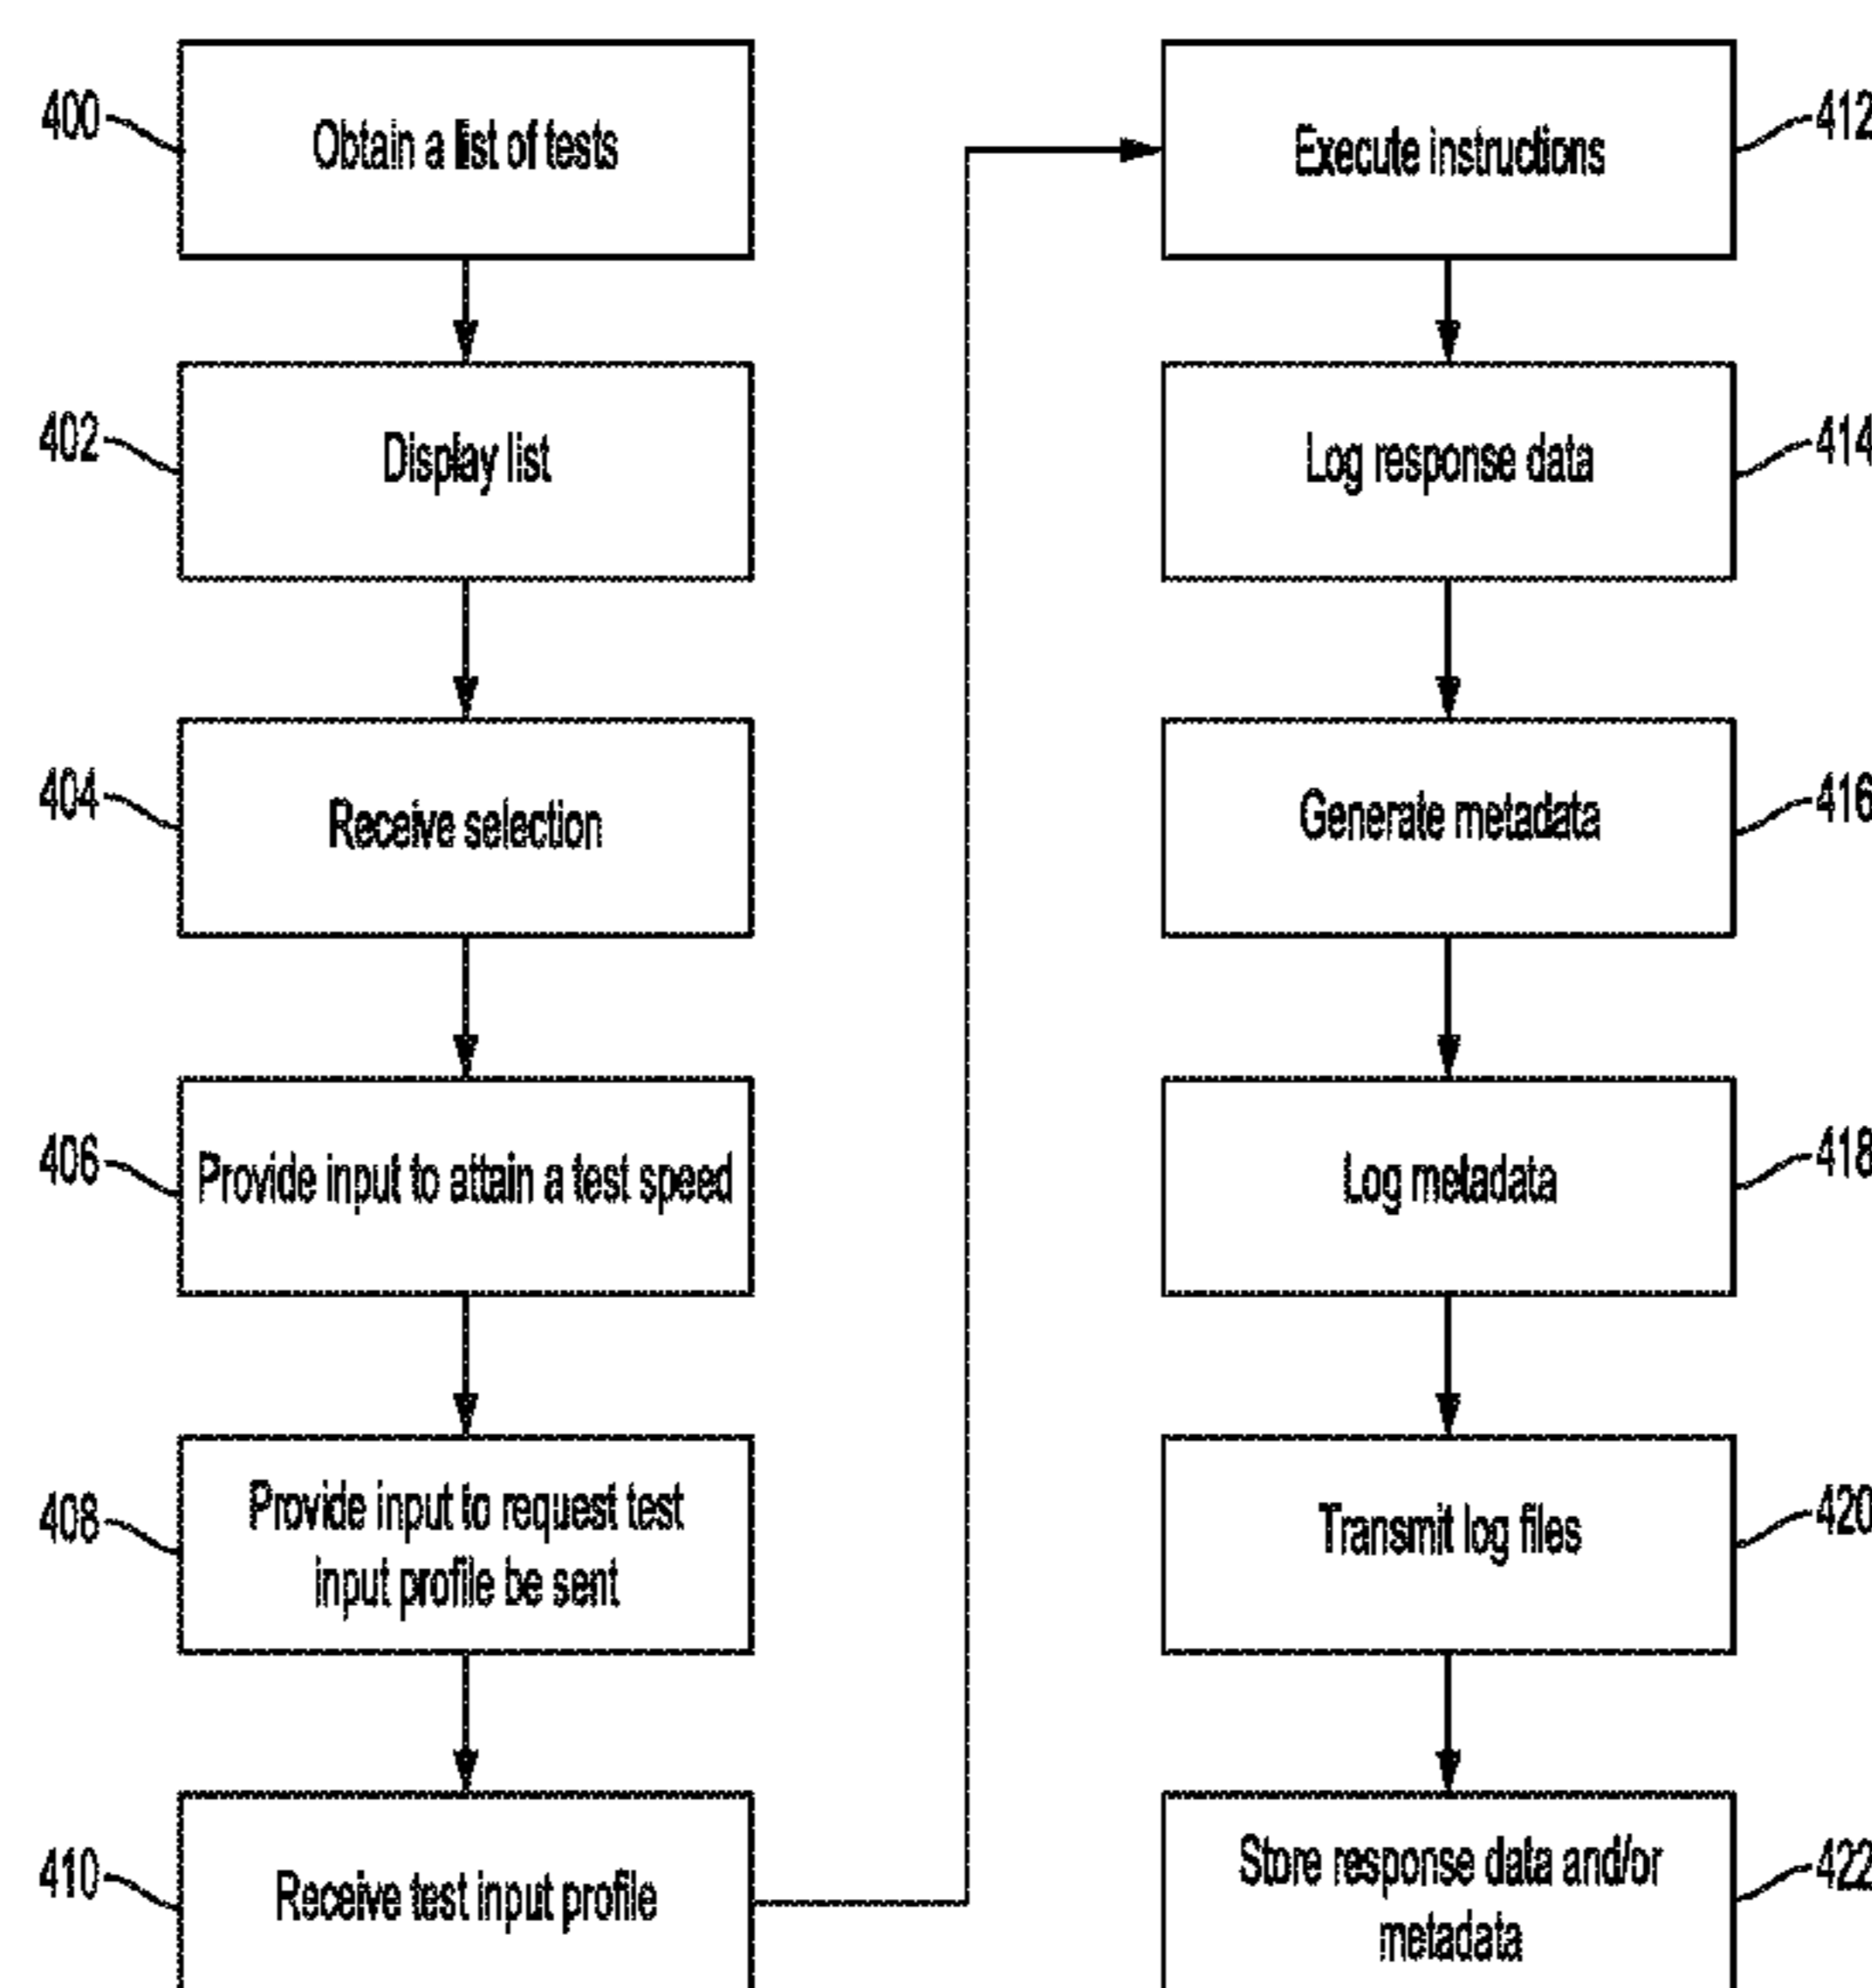 400
Obtain a list of tests
402
Display list
404
Receive selection
406
Provide input to attain a test speed
408
Provide input to request test
input profile be sent
410
Receive test input profile
412
Execute instructions
414
Log response data
416
Generate metadata
418
Log metadata
420
Transmit log files
422
Store response data and/or
metadata